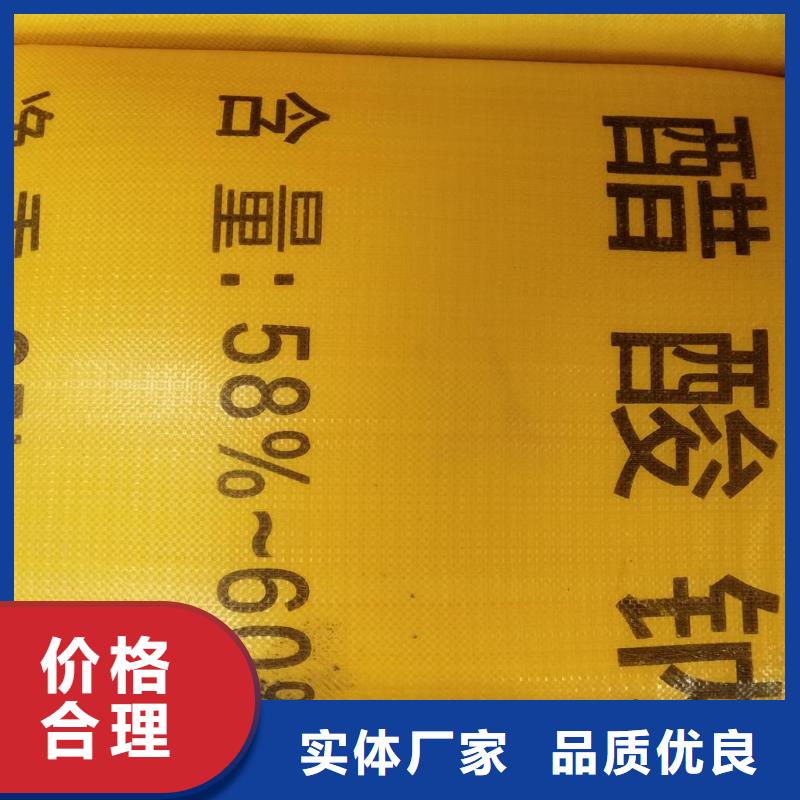 醋酸钠
含量:58%~60%
价格
合理
实体厂家 品质优良